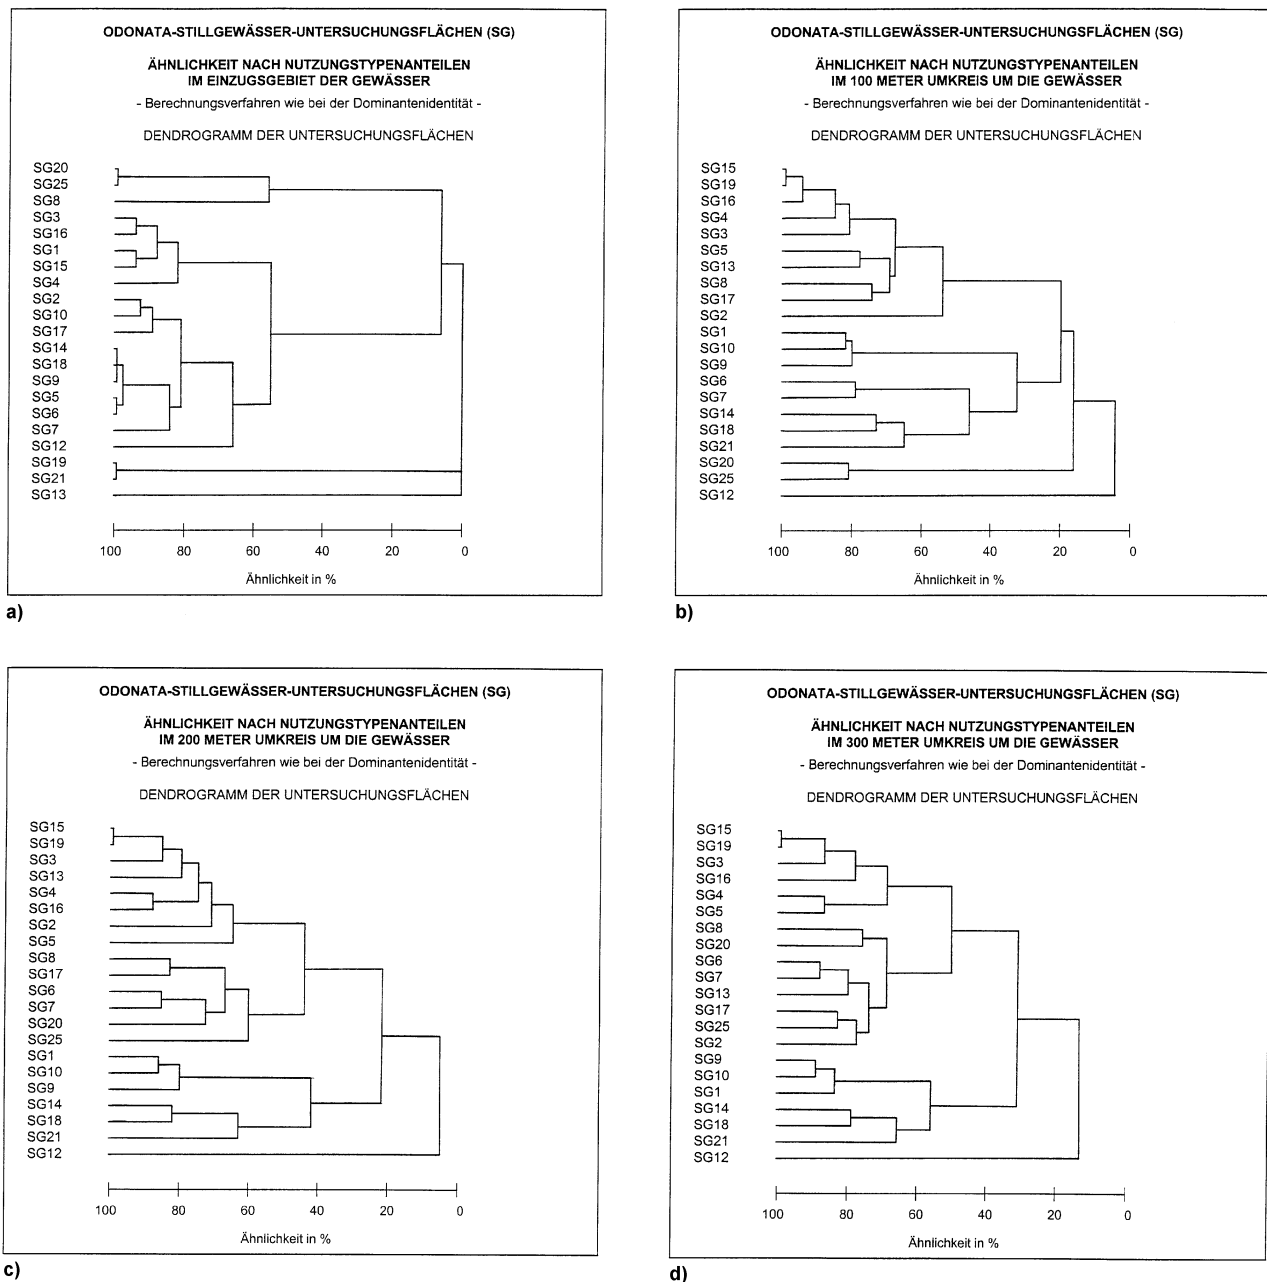 ODONATA-STILLGEWÄSSER-UNTERSUCHUNGSFLÄCHEN (SG)
ÄHNLICHKEIT NACH NUTZUNGSTYPENANTEILEN
IM EINZUGSGEBIET DER GEWÄSSER
- Berechnungsverfahren wie bei der Dominantenidentität -
DENDROGRAMM DER UNTERSUCHUNGSFLÄCHEN
SG20
SG25
SG8
SG3
SG16
SG1
SG15
SG4
SG2
SG10
SG17
SG14
SG18
SG9
SG5
SG6
SG7
SG12
SG19
SG21
SG13
100 80 60 40 20 0
Ähnlichkeit in %
a)
ODONATA-STILLGEWÄSSER-UNTERSUCHUNGSFLÄCHEN (SG)
ÄHNLICHKEIT NACH NUTZUNGSTYPENANTEILEN
IM 100 METER UMKREIS UM DIE GEWÄSSER
- Berechnungsverfahren wie bei der Dominantenidentität -
DENDROGRAMM DER UNTERSUCHUNGSFLÄCHEN
SG15
SG19
SG16
SG4
SG3
SG5
SG13
SG8
SG17
SG2
SG1
SG10
SG9
SG6
SG7
SG14
SG18
SG21
SG20
SG25
SG12
100 80 60 40 20 0
Ähnlichkeit in %
b)
ODONATA-STILLGEWÄSSER-UNTERSUCHUNGSFLÄCHEN (SG)
ÄHNLICHKEIT NACH NUTZUNGSTYPENANTEILEN
IM 200 METER UMKREIS UM DIE GEWÄSSER
- Berechnungsverfahren wie bei der Dominantenidentität -
DENDROGRAMM DER UNTERSUCHUNGSFLÄCHEN
SG15
SG19
SG3
SG13
SG4
SG16
SG2
SG5
SG8
SG17
SG6
SG7
SG20
SG25
SG1
SG10
SG9
SG14
SG18
SG21
SG12
100 80 60 40 20 0
Ähnlichkeit in %
c)
ODONATA-STILLGEWÄSSER-UNTERSUCHUNGSFLÄCHEN (SG)
ÄHNLICHKEIT NACH NUTZUNGSTYPENANTEILEN
IM 300 METER UMKREIS UM DIE GEWÄSSER
- Berechnungsverfahren wie bei der Dominantenidentität -
DENDROGRAMM DER UNTERSUCHUNGSFLÄCHEN
SG15
SG19
SG3
SG16
SG4
SG5
SG8
SG20
SG6
SG7
SG13
SG17
SG25
SG2
SG9
SG10
SG1
SG14
SG18
SG21
SG12
100 80 60 40 20 0
Ähnlichkeit in %
d)